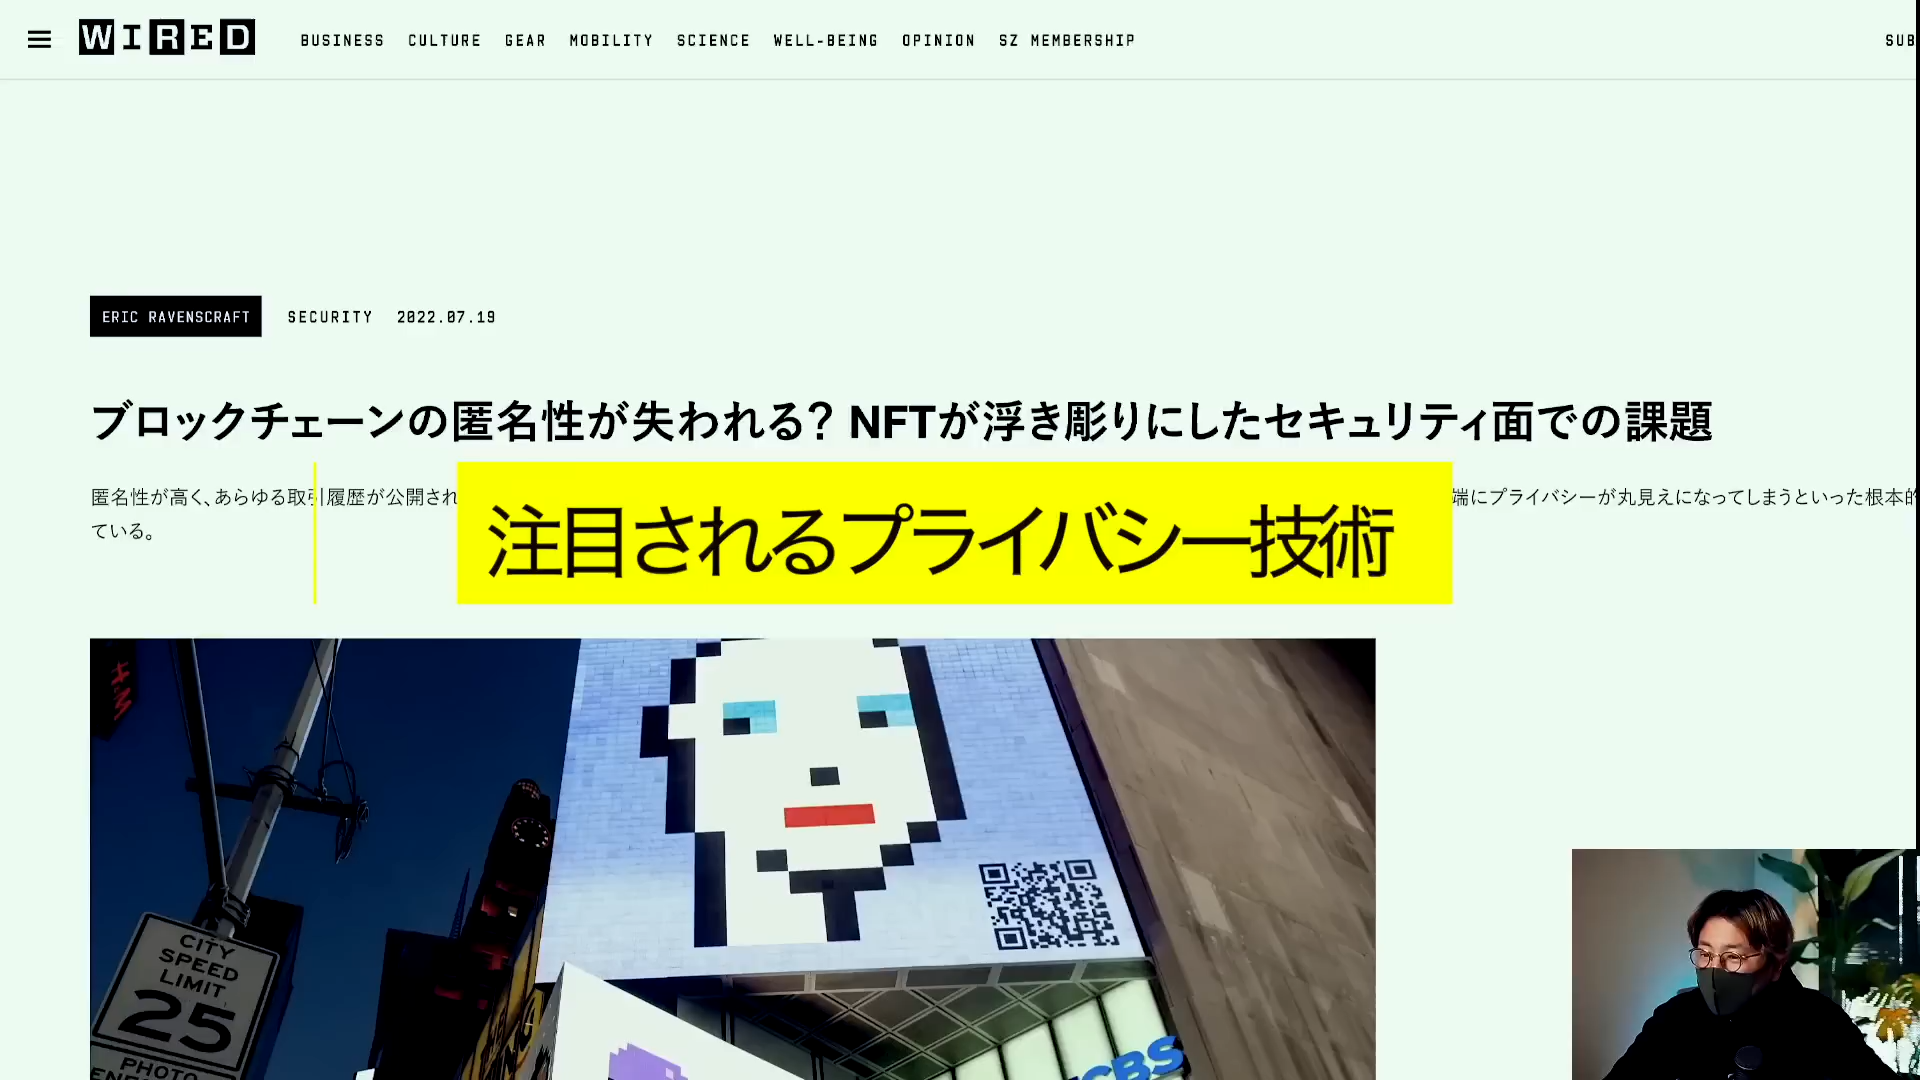 WIRED
BUSINESS CULTURE GEAR MOBILITY SCIENCE WELL-BEING OPINION SZ MEMBERSHIP
SUB
ERIC RAVENSCRAFT SECURITY 2022.07.19
ブロックチェーンの匿名性が失われる? NFTが浮き彫りにしたセキュリティ面での課題
匿名性が高く、あらゆる取引履歴が公開され
端にプライバシーが丸見えになってしまうといった根本的
ている。
注目されるプライバシー技術
CITY
SPEED
LIMIT
25
PHOTO
CBS